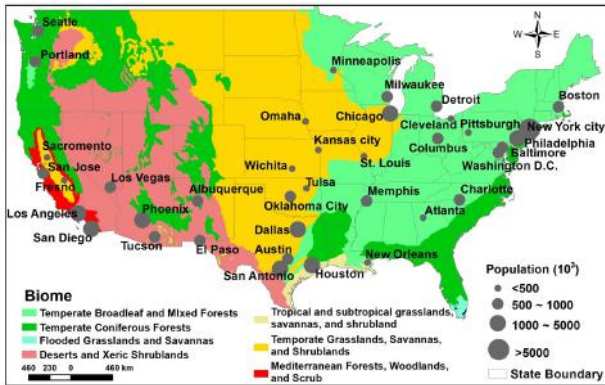 N
W E
S
Seatle
Portland
Minneapolis
Milwaukee
Boston
Detroit
Chicago
New York city
Cleveland Pittsburgh
Omaha
Philadelphia
Sacromento
Kansas city
Columbus
Baltimore
San Jose
St. Louis
Washington D.C.
Fresno
Las Vegas
Wichita
Tulsa
Albuquerque
Memphis
Charlotte
Los Angeles
Oklahoma City
Phoenix
Atlanta
Dallas
San Diego
Tucson
El Paso
Austin
New Orleans
San Antonio
Houston
Population (10³)
<500
500 ~ 1000
1000 ~ 5000
>5000
State Boundary
Biome
Temperate Broadleaf and Mixed Forests
Temperate Coniferous Forests
Flooded Grasslands and Savannas
Deserts and Xeric Shrublands
Tropical and subtropical grasslands,
savannas, and shrubland
Temporate Grasslands, Savannas,
and Shrublands
Mediterranean Forests, Woodlands,
and Scrub
460 230 0 460 km